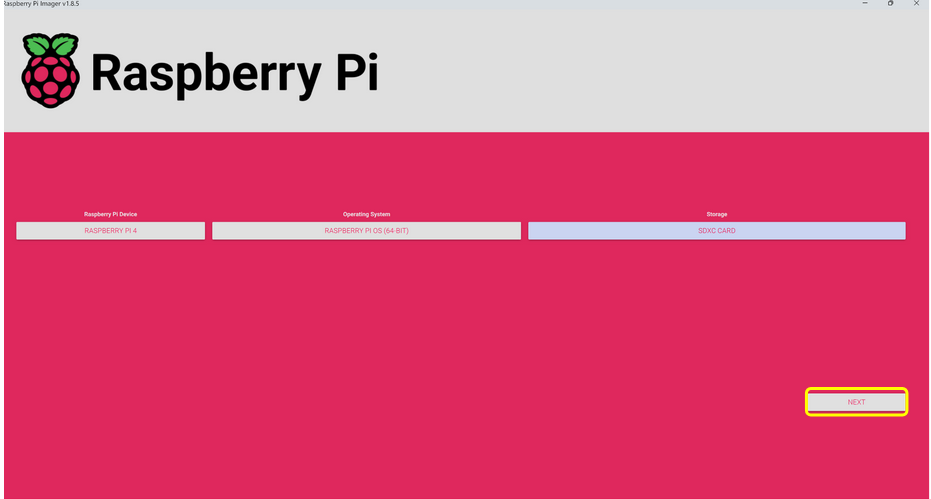 Raspberry Pi Imager v1.8.5
Raspberry Pi
Raspberry Pi Device
Operating System
Storage
RASPBERRY PI 4
RASPBERRY PI OS (64-BIT)
SDXC CARD
NEXT